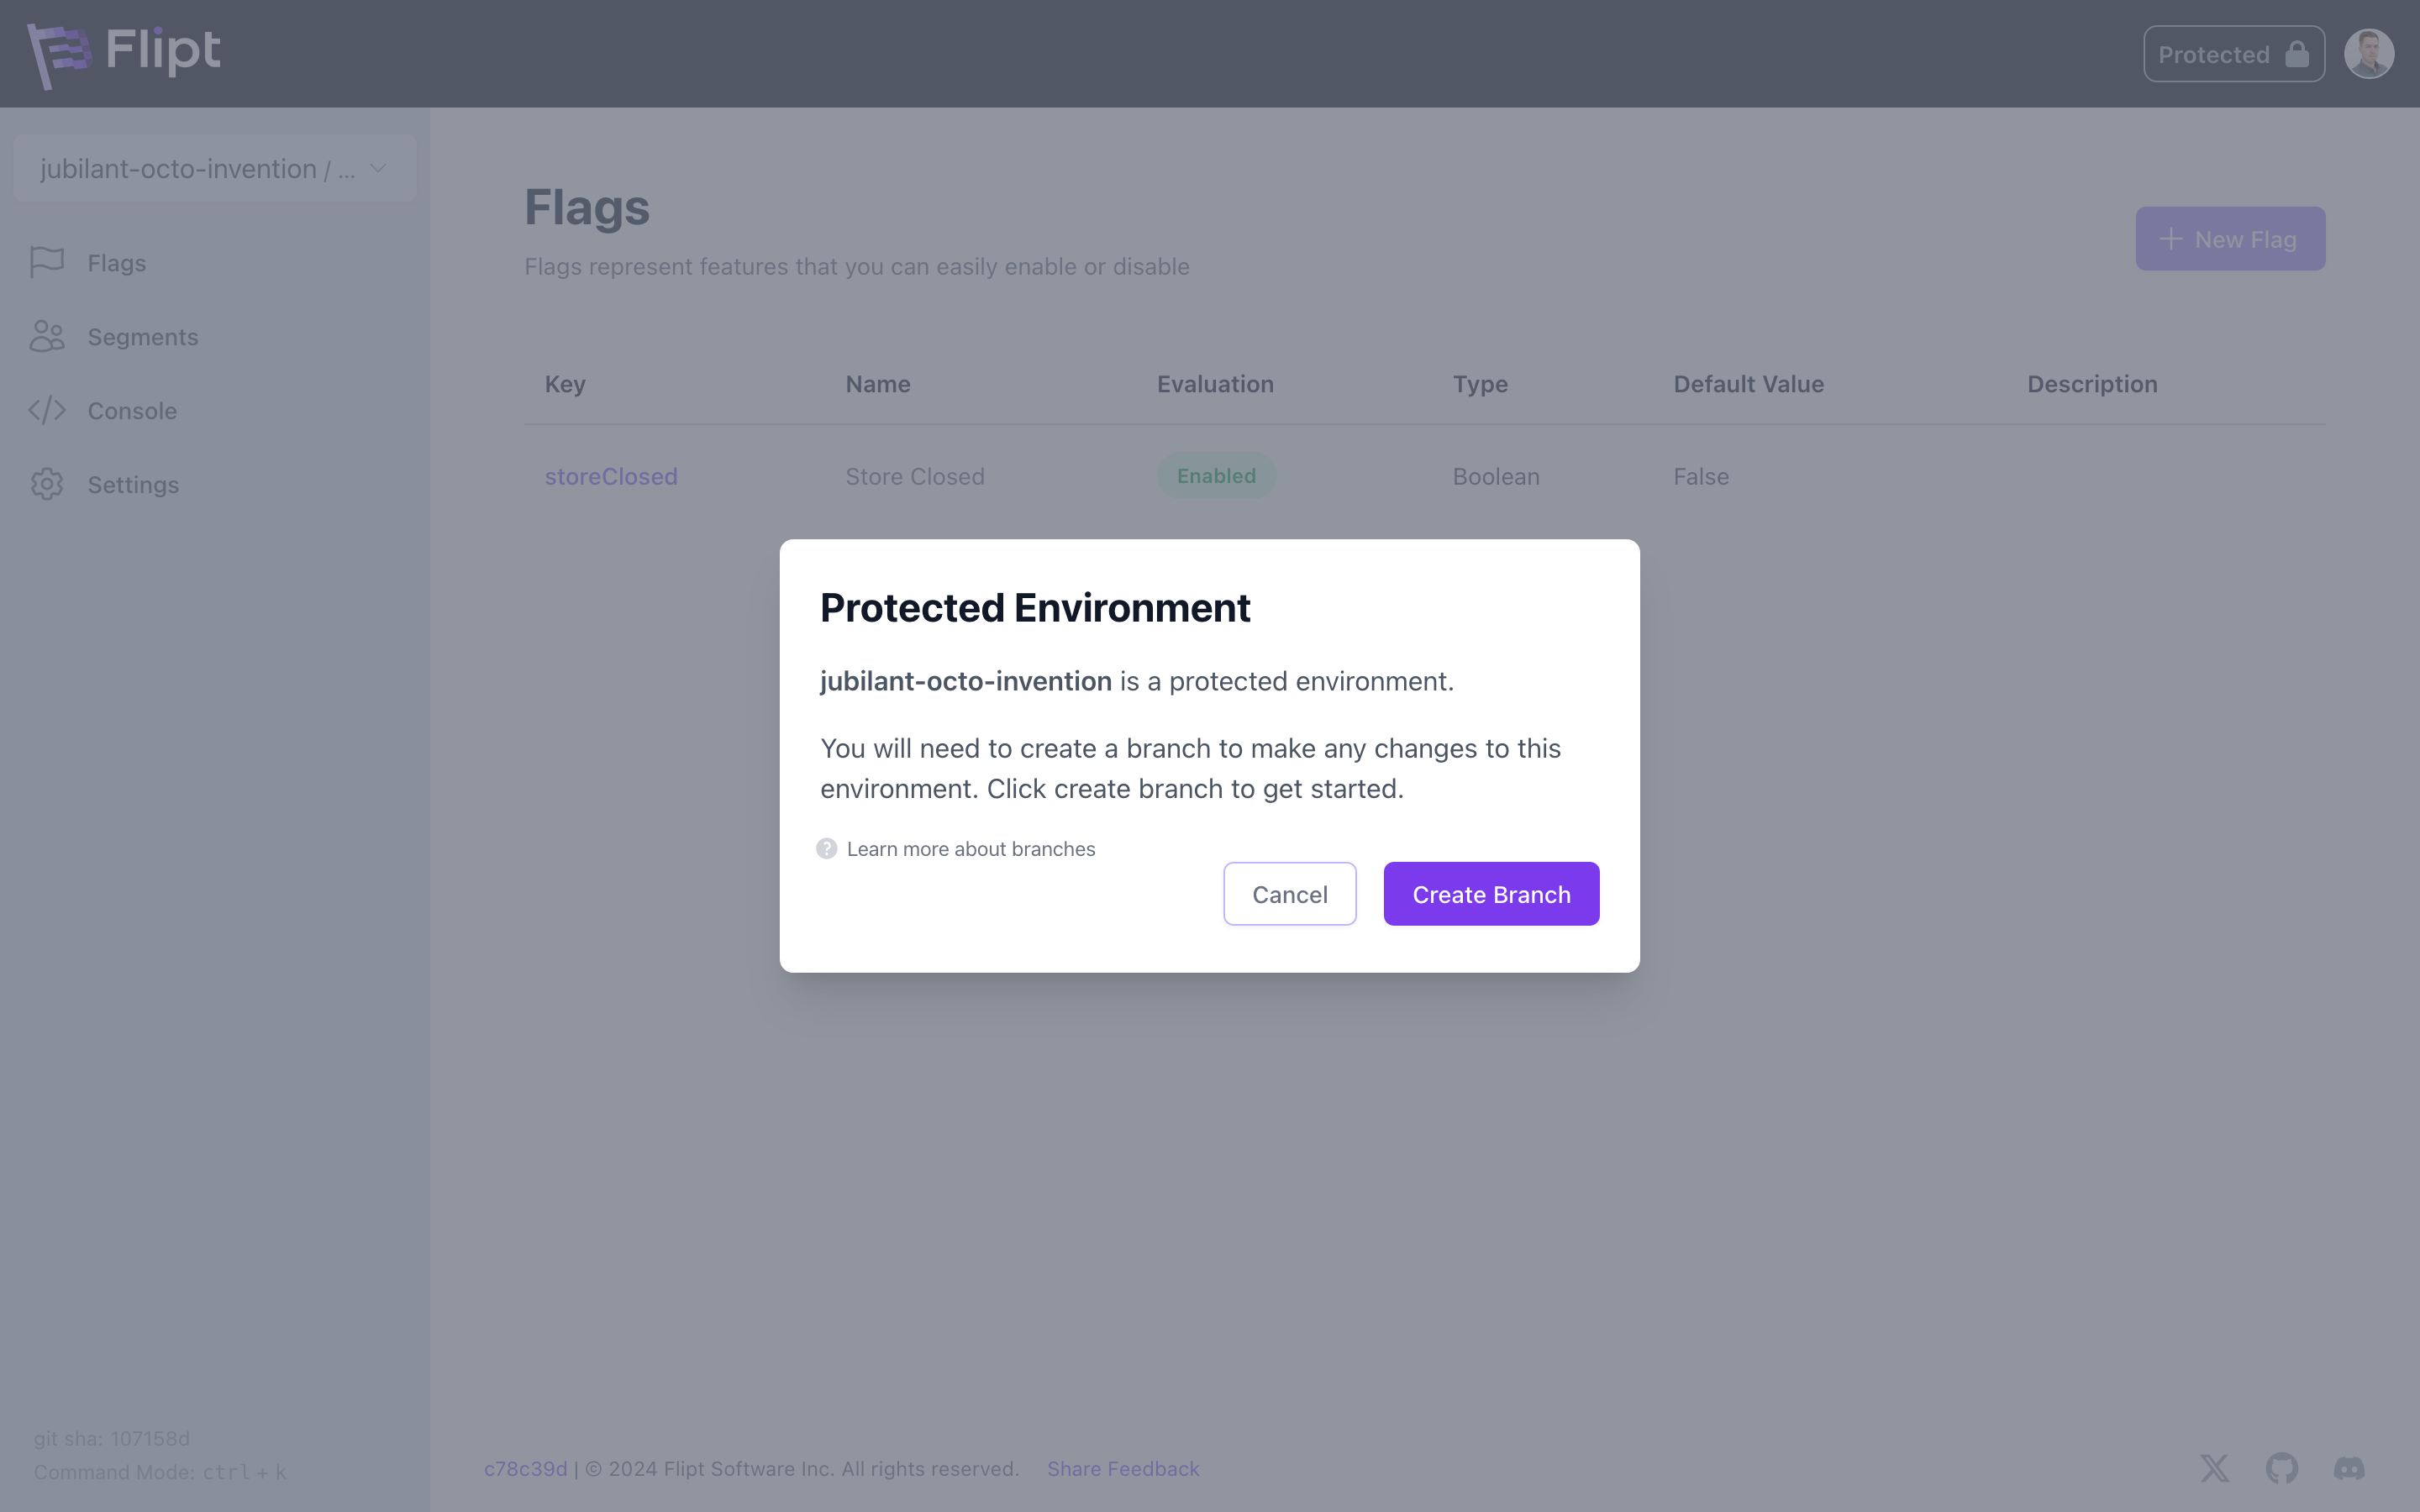 Flipt
Protected
jubilant-octo-invention / ...
Flags
Segments
Console
Settings
Flags
Flags represent features that you can easily enable or disable
New Flag
Key Name Evaluation Type Default Value Description
storeClosed Store Closed Enabled Boolean False
Protected Environment
jubilant-octo-invention is a protected environment.
You will need to create a branch to make any changes to this
environment. Click create branch to get started.
? Learn more about branches
Cancel
Create Branch
git sha: 107158d
Command Mode: ctrl + k
c78c39d | © 2024 Flipt Software Inc. All rights reserved. Share Feedback